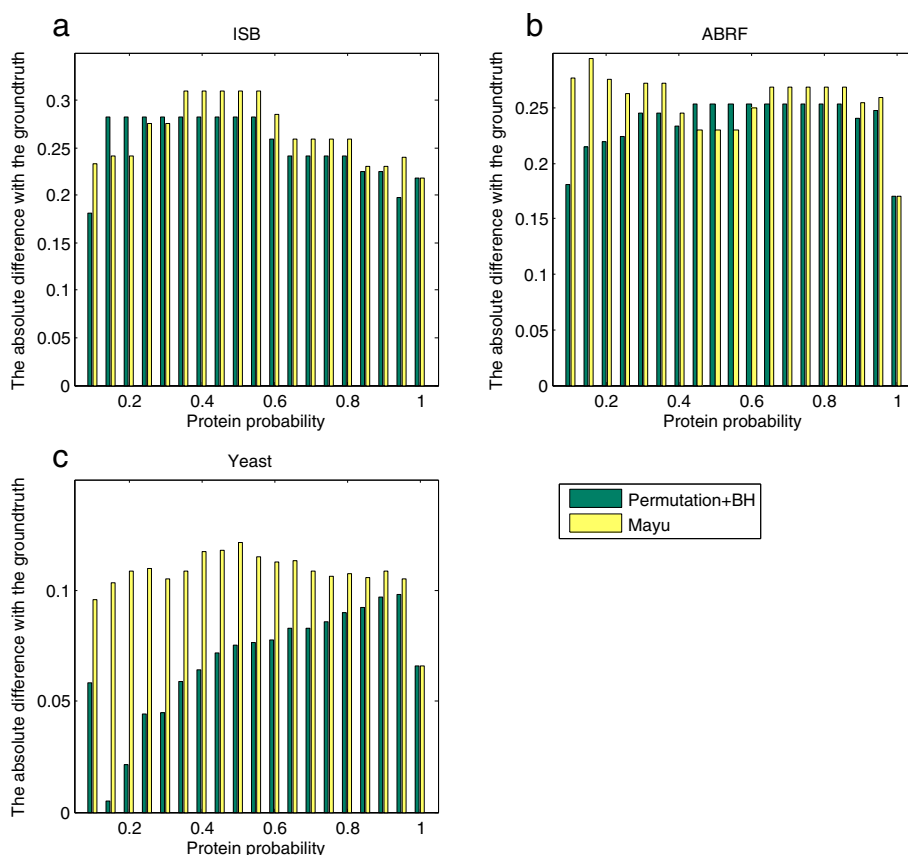 a
ISB
The absolute difference with the groundtruth
0.3
0.25
0.2
0.15
0.1
0.05
0
0.2 0.4 0.6 0.8 1
Protein probability
b
ABRF
The absolute difference with the groundtruth
0.25
0.2
0.15
0.1
0.05
0
0.2 0.4 0.6 0.8 1
Protein probability
c
Yeast
The absolute difference with the groundtruth
0.1
0.05
0
0.2 0.4 0.6 0.8 1
Protein probability
Permutation+BH
Mayu